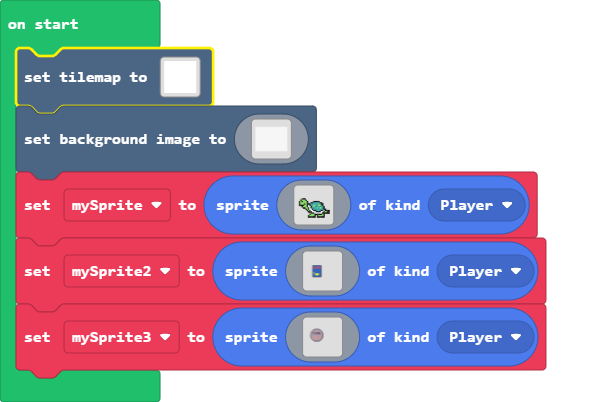 on start
set tilemap to
set background image to
set mySprite to sprite of kind Player
set mySprite2 to sprite of kind Player
set mySprite3 to sprite of kind Player